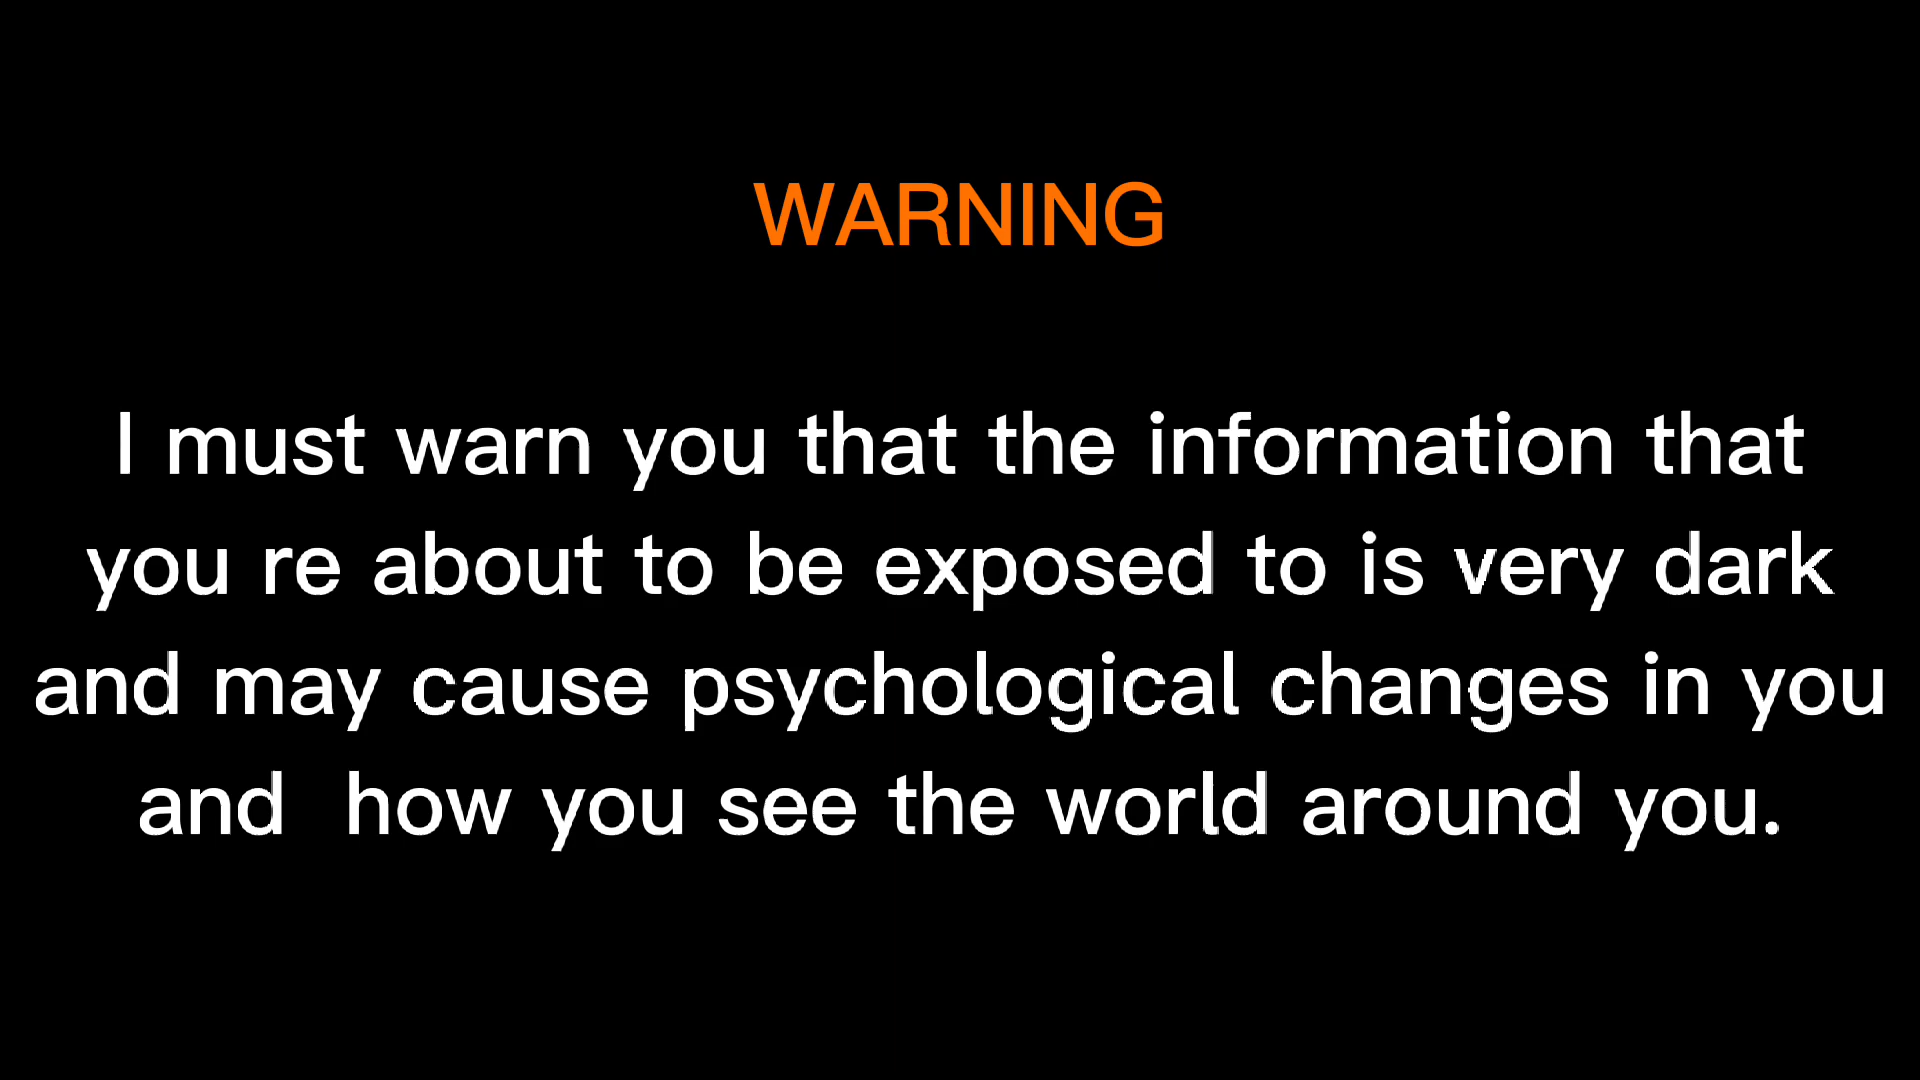 WARNING
I must warn you that the information that
you re about to be exposed to is very dark
and may cause psychological changes in you
and  how you see the world around you.